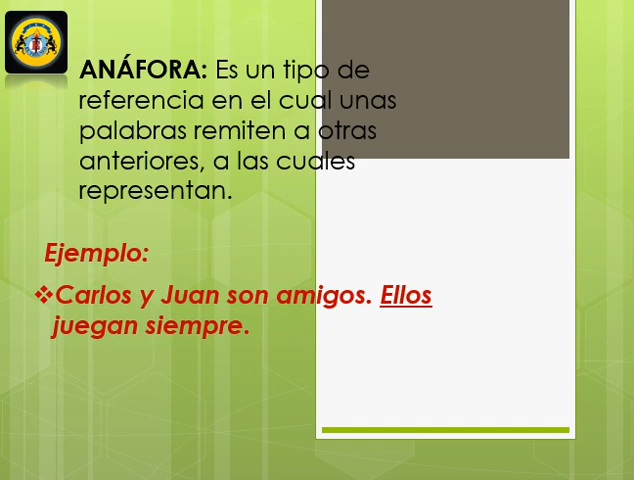 ANÁFORA: Es un tipo de
referencia en el cual unas
palabras remiten a otras
anteriores, a las cuales
representan.
Ejemplo:
❖Carlos y Juan son amigos. Ellos
juegan siempre.